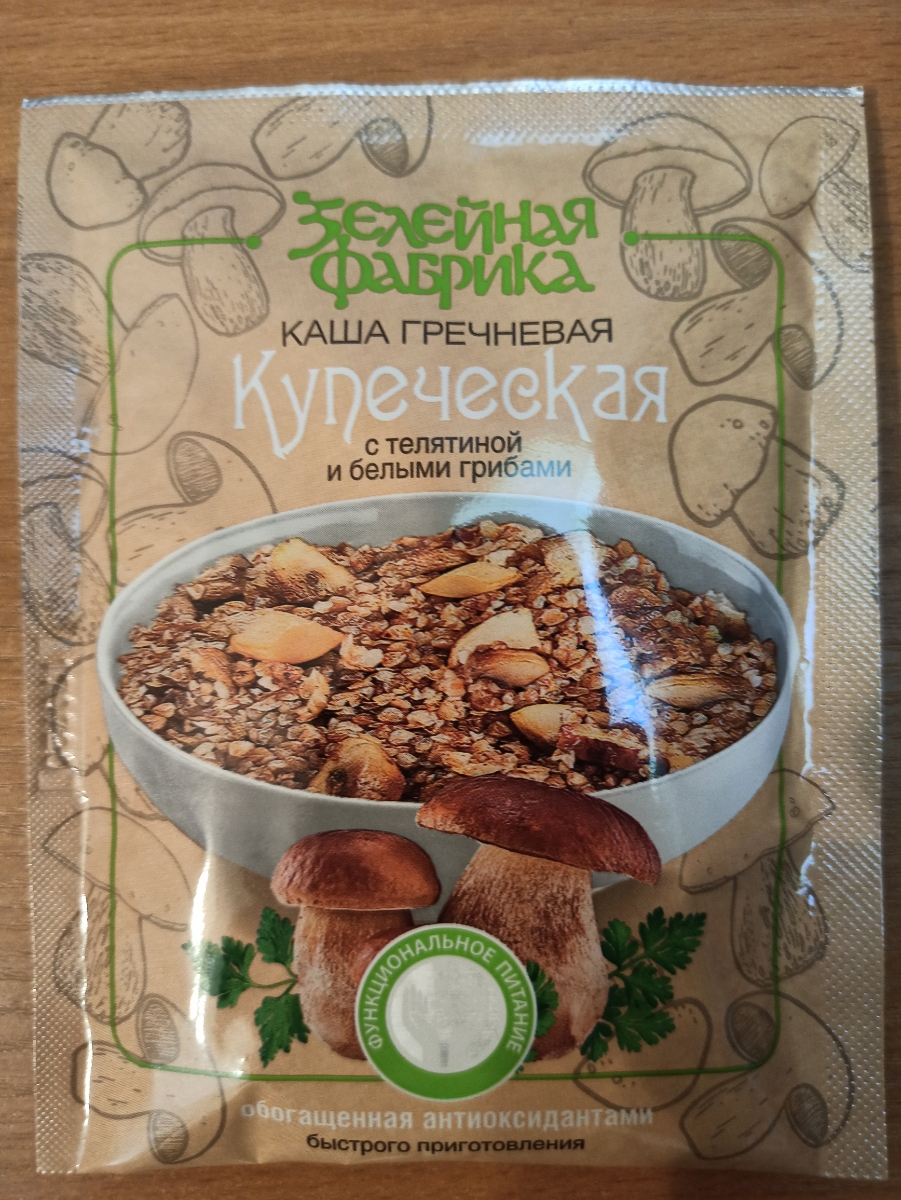 Зелейная
фабрика
КАША ГРЕЧНЕВАЯ
Купеческая
с телятиной
и белыми грибами
ФУНКЦИОНАЛЬНОЕ ПИТАНИЕ
обогащенная антиоксидантами
быстрого приготовления